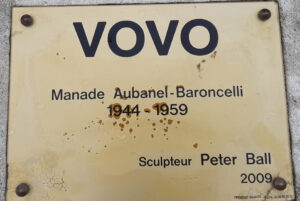 VOVO
Manade Aubanel-Baroncelli
1944 - 1959
Sculpteur Peter Ball
2009